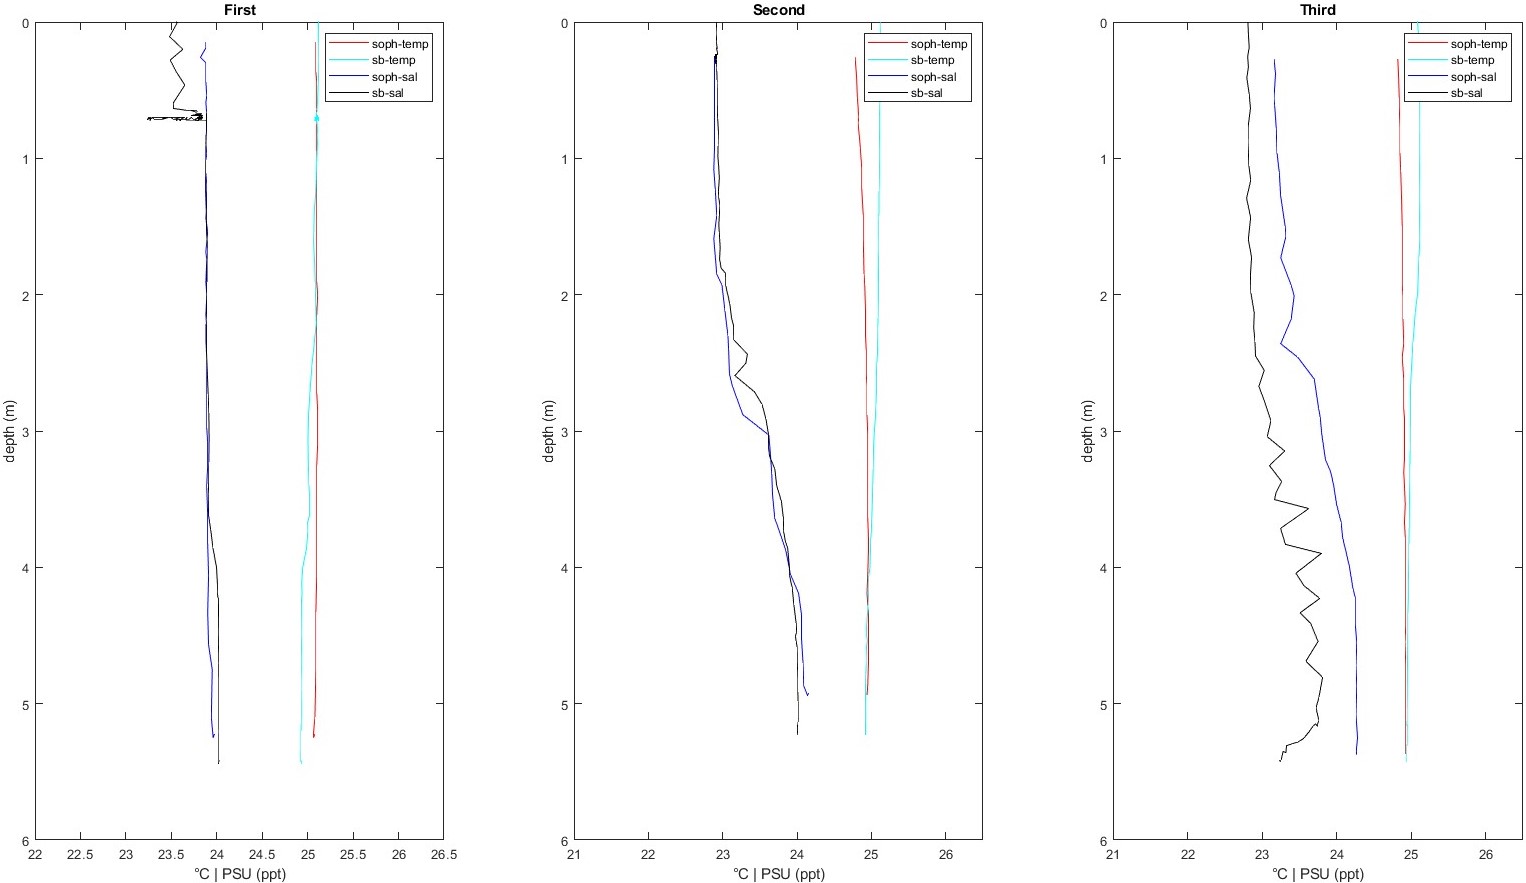 First
0
1
2
3
4
5
6
depth (m)
22
22.5
23
23.5
24
24.5
25
25.5
26
26.5
°C | PSU (ppt)
soph-temp
sb-temp
soph-sal
sb-sal
Second
0
1
2
3
4
5
6
depth (m)
21
22
23
24
25
26
°C | PSU (ppt)
soph-temp
sb-temp
soph-sal
sb-sal
Third
0
1
2
3
4
5
6
depth (m)
21
22
23
24
25
26
°C | PSU (ppt)
soph-temp
sb-temp
soph-sal
sb-sal